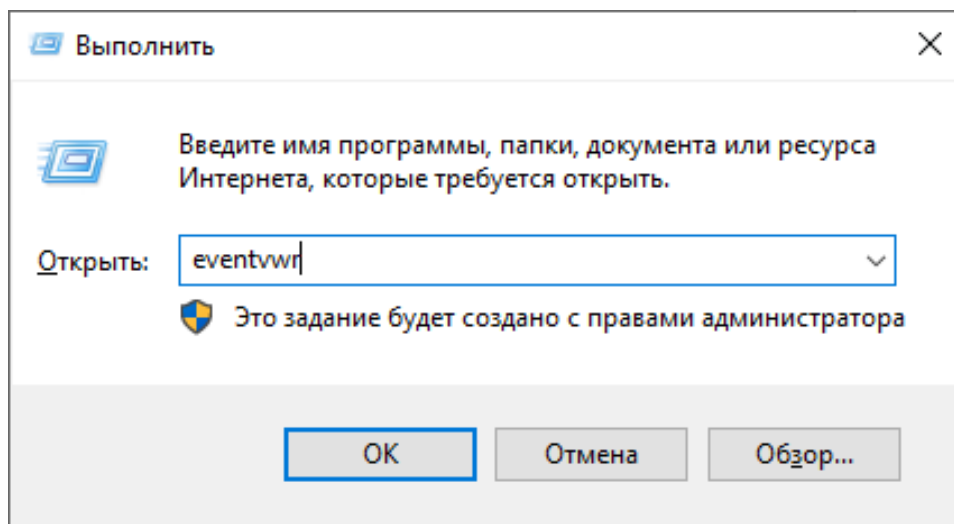 Выполнить
Введите имя программы, папки, документа или ресурса
Интернета, которые требуется открыть.
Открыть: eventvwr
Это задание будет создано с правами администратора
ОК Отмена Обзор...